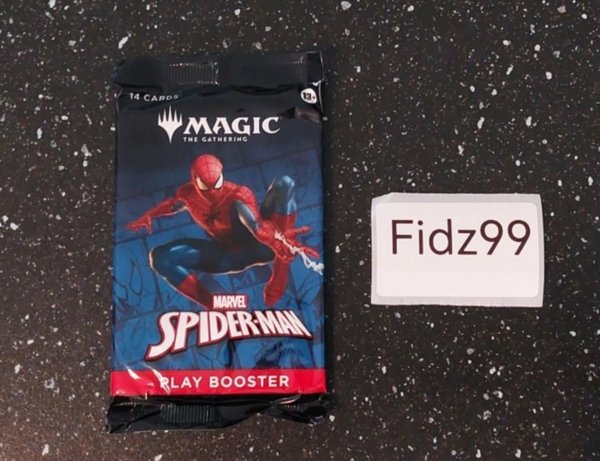 14 CARDS
13+
MAGIC
THE GATHERING
MARVEL
SPIDER-MAN
PLAY BOOSTER
Fidz99